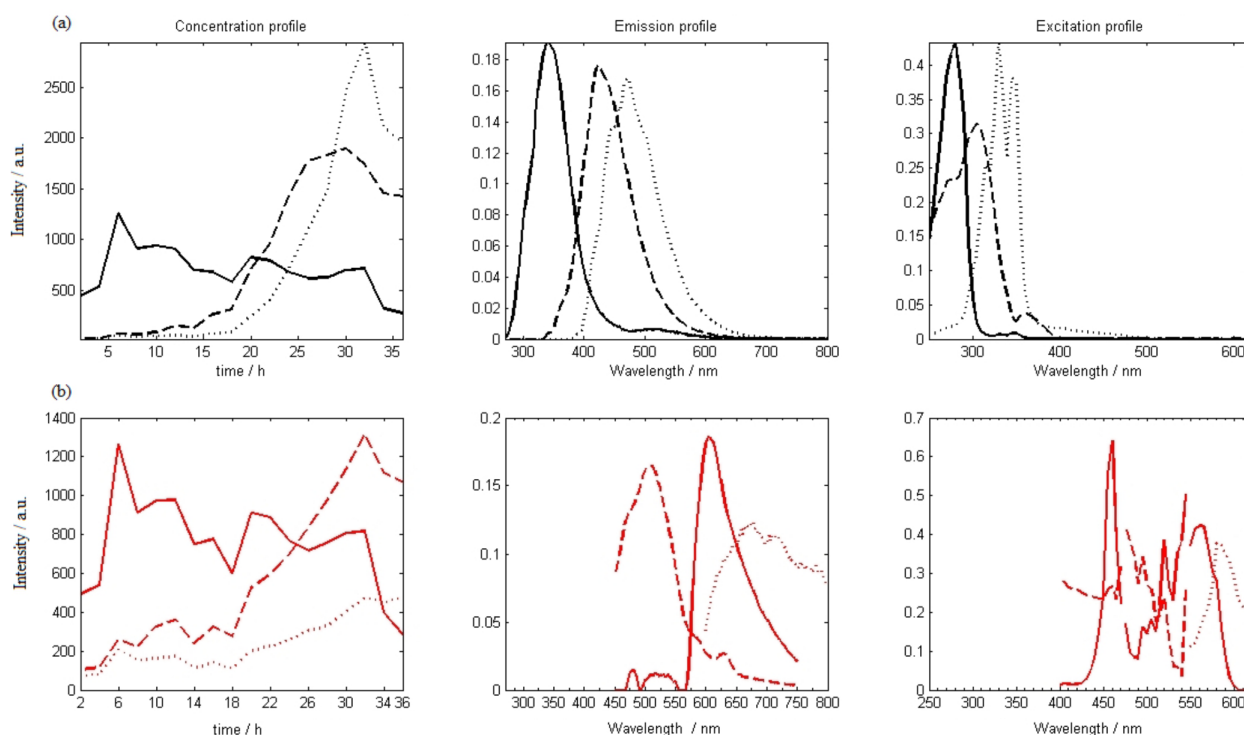 (a)
Concentration profile
Emission profile
Excitation profile
Intensity / a.u.
2500
2000
1500
1000
500
5 10 15 20 25 30 35
time / h
0.18
0.16
0.14
0.12
0.1
0.08
0.06
0.04
0.02
0
300 400 500 600 700 800
Wavelength / nm
0.4
0.35
0.3
0.25
0.2
0.15
0.1
0.05
0
300 400 500 600
Wavelength / nm
(b)
Intensity / a.u.
1400
1200
1000
800
600
400
200
0
2 6 10 14 18 22 26 30 34 36
time / h
0.2
0.15
0.1
0.05
0
300 350 400 450 500 550 600 650 700 750 800
Wavelength / nm
0.7
0.6
0.5
0.4
0.3
0.2
0.1
0
250 300 350 400 450 500 550 600
Wavelength / nm